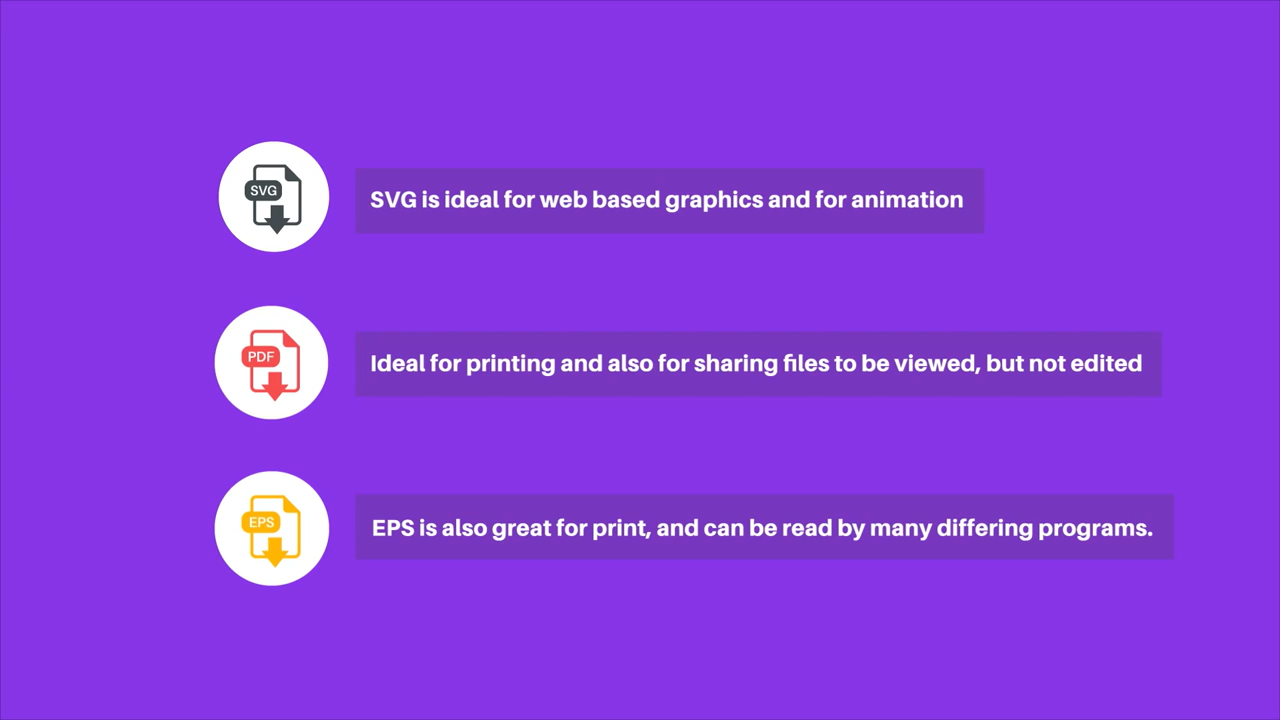 SVG
SVG is ideal for web based graphics and for animation
PDF
Ideal for printing and also for sharing files to be viewed, but not edited
EPS
EPS is also great for print, and can be read by many differing programs.